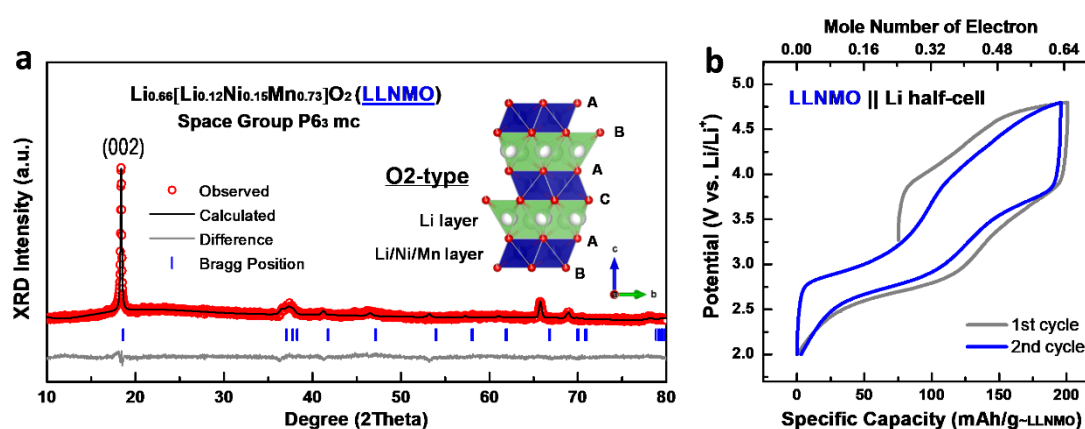 a
Li0.66[Li0.12Ni0.15Mn0.73]O2 (LLNMO)
Space Group P63 mc
(002)
Observed
Calculated
Difference
Bragg Position
O2-type
Li layer
Li/Ni/Mn layer
A
B
A
C
A
B
c
b
XRD Intensity (a.u.)
10 20 30 40 50 60 70 80
Degree (2Theta)
b
Mole Number of Electron
0.00 0.16 0.32 0.48 0.64
LLNMO || Li half-cell
5.0
4.5
4.0
3.5
3.0
2.5
2.0
Potential (V vs. Li/Li+)
1st cycle
2nd cycle
0 50 100 150 200
Specific Capacity (mAh/g~LLNMO)